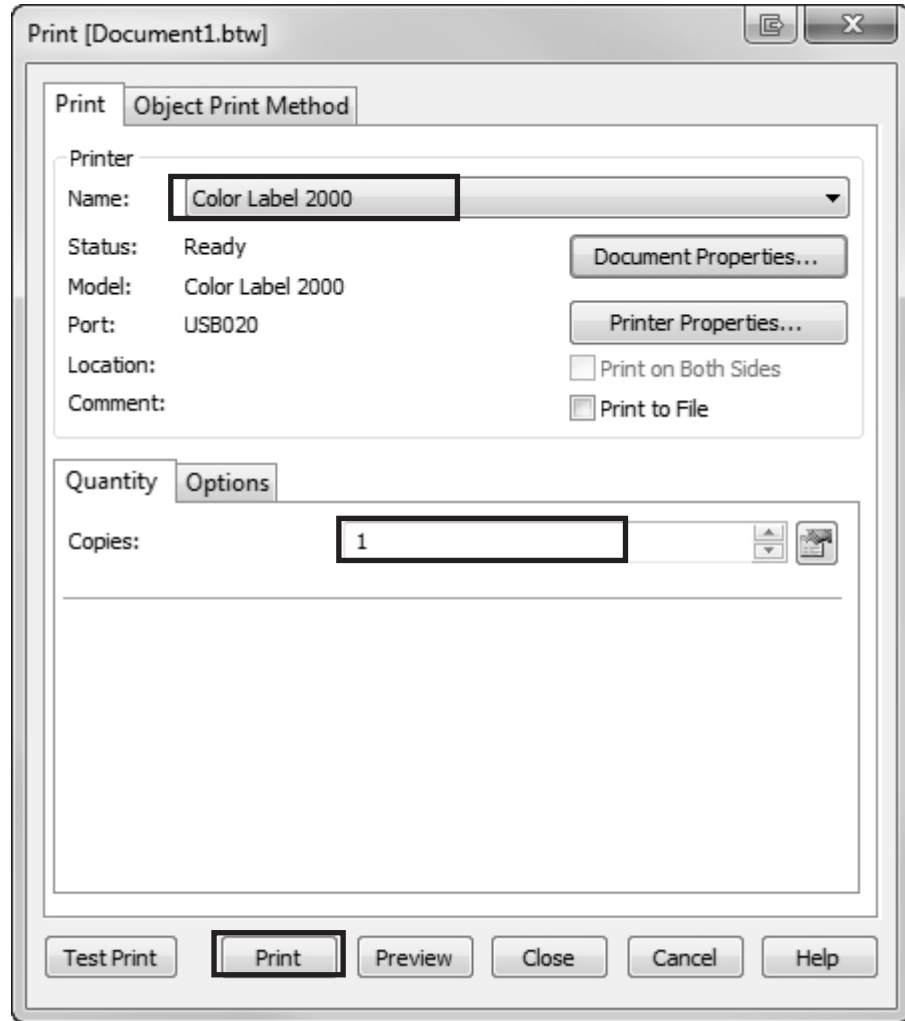 Print [Document1.btw]
Print Object Print Method
Printer
Name: Color Label 2000
Status: Ready
Document Properties...
Model: Color Label 2000
Port: USB020
Printer Properties...
Location:
Print on Both Sides
Comment:
Print to File
Quantity Options
Copies: 1
Test Print Print Preview Close Cancel Help